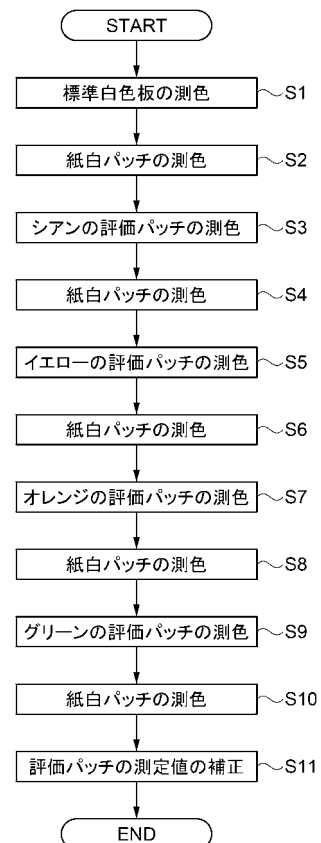 START
標準白色板の測色 S1
紙白パッチの測色 S2
シアンの評価パッチの測色 S3
紙白パッチの測色 S4
イエローの評価パッチの測色 S5
紙白パッチの測色 S6
オレンジの評価パッチの測色 S7
紙白パッチの測色 S8
グリーンの評価パッチの測色 S9
紙白パッチの測色 S10
評価パッチの測定値の補正 S11
END